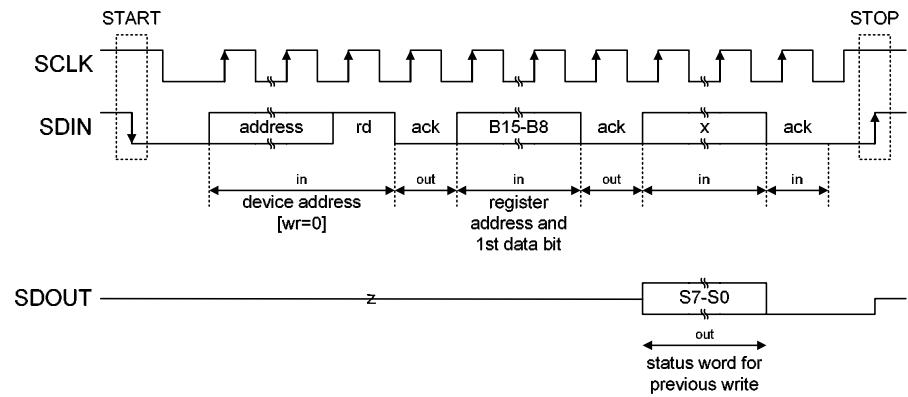 START STOP
SCLK
SDIN address rd ack B15-B8 ack x ack
in out in out in in
device address
[wr=0]
register
address and
1st data bit
SDOUT z S7-S0
out
status word for
previous write